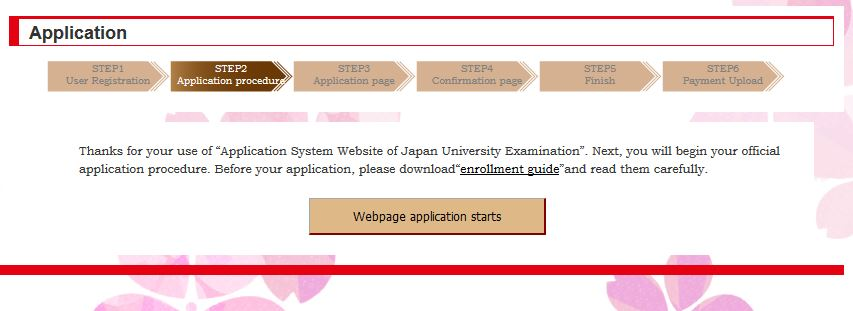 Application
STEP1
User Registration
STEP2
Application procedure
STEP3
Application page
STEP4
Confirmation page
STEP5
Finish
STEP6
Payment Upload
Thanks for your use of “Application System Website of Japan University Examination”. Next, you will begin your official
application procedure. Before your application, please download“enrollment guide”and read them carefully.
Webpage application starts